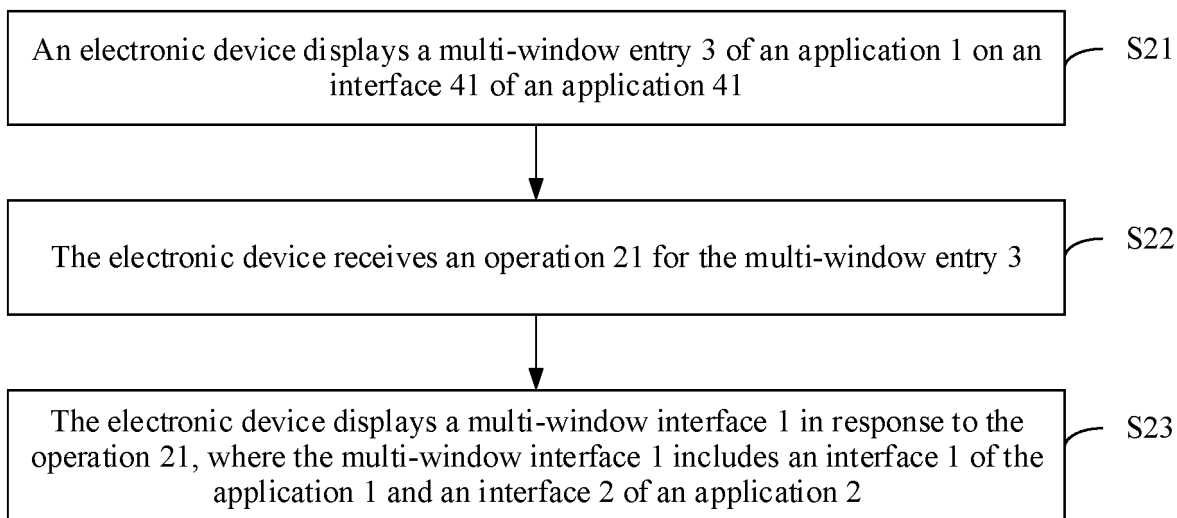 An electronic device displays a multi-window entry 3 of an application 1 on an
interface 41 of an application 41
S21
The electronic device receives an operation 21 for the multi-window entry 3
S22
The electronic device displays a multi-window interface 1 in response to the
operation 21, where the multi-window interface 1 includes an interface 1 of the
application 1 and an interface 2 of an application 2
S23